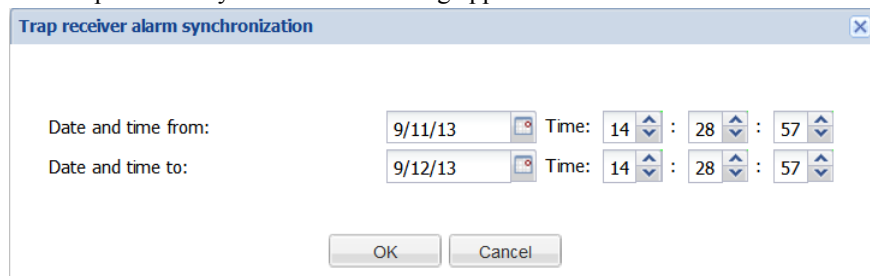 Trap receiver alarm synchronization
Date and time from: 9/11/13 Time: 14 : 28 : 57
Date and time to: 9/12/13 Time: 14 : 28 : 57
OK Cancel